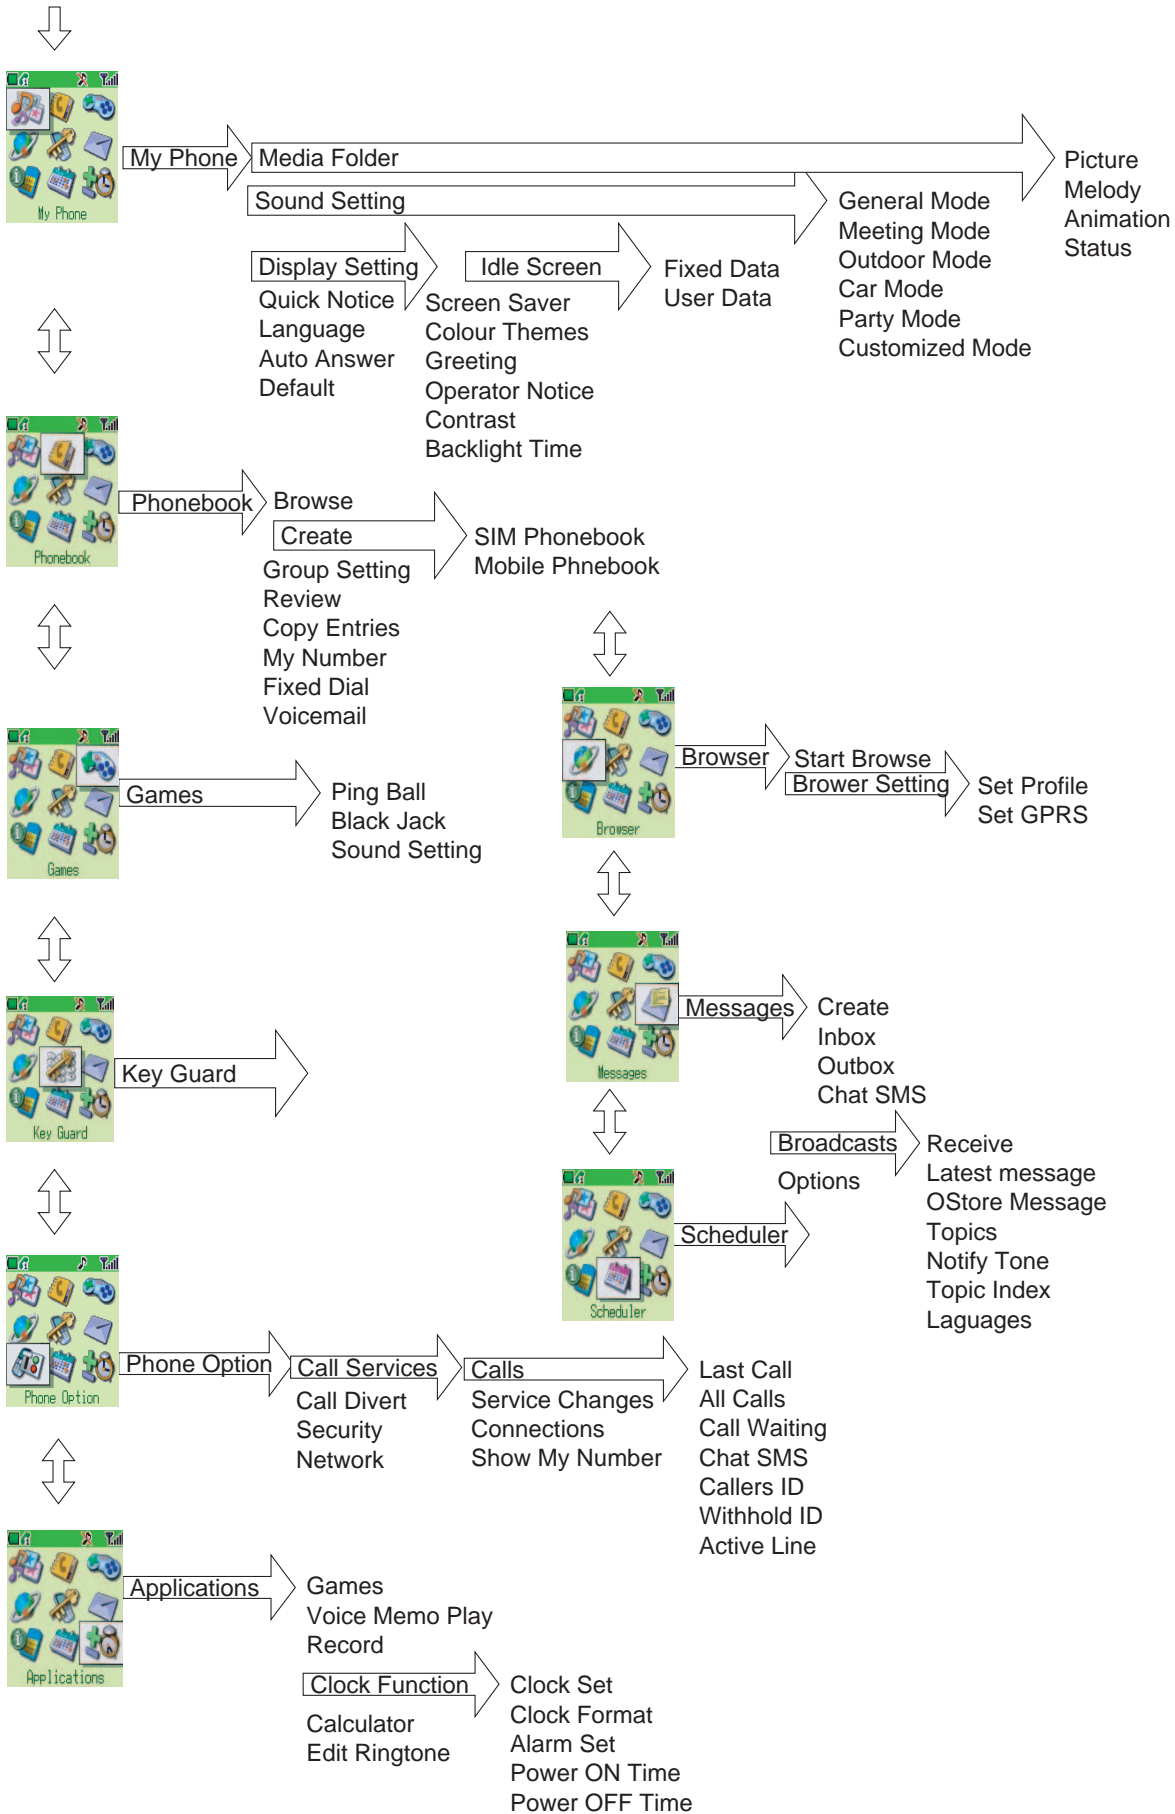 My Phone
My Phone
Media Folder
Picture
Melody
Animation
Status
Sound Setting
General Mode
Meeting Mode
Outdoor Mode
Car Mode
Party Mode
Customized Mode
Display Setting
Quick Notice
Language
Auto Answer
Default
Idle Screen
Screen Saver
Colour Themes
Greeting
Operator Notice
Contrast
Backlight Time
Fixed Data
User Data
Phonebook
Phonebook
Browse
Create
Group Setting
Review
Copy Entries
My Number
Fixed Dial
Voicemail
SIM Phonebook
Mobile Phnebook
Games
Games
Ping Ball
Black Jack
Sound Setting
Browser
Browser
Start Browse
Brower Setting
Set Profile
Set GPRS
Key Guard
Key Guard
Messages
Messages
Create
Inbox
Outbox
Chat SMS
Broadcasts
Options
Receive
Latest message
OStore Message
Topics
Notify Tone
Topic Index
Laguages
Scheduler
Scheduler
Phone Option
Phone Option
Call Services
Call Divert
Security
Network
Calls
Service Changes
Connections
Show My Number
Last Call
All Calls
Call Waiting
Chat SMS
Callers ID
Withhold ID
Active Line
Applications
Applications
Games
Voice Memo Play
Record
Clock Function
Calculator
Edit Ringtone
Clock Set
Clock Format
Alarm Set
Power ON Time
Power OFF Time